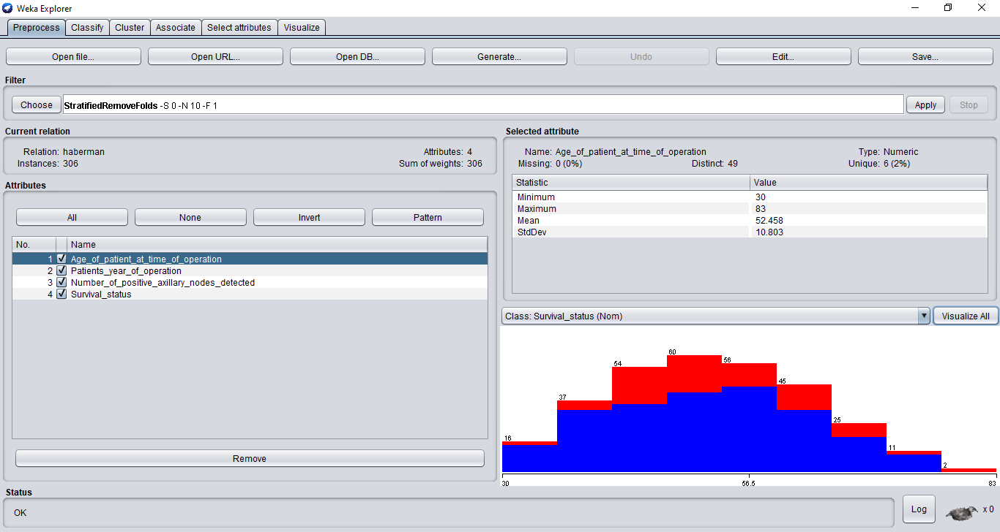 Weka Explorer
Preprocess Classify Cluster Associate Select attributes Visualize
Open file... Open URL... Open DB... Generate... Undo Edit... Save...
Filter
Choose StratifiedRemoveFolds -S 0 -N 10 -F 1 Apply Stop
Current relation
Relation: haberman Attributes: 4
Instances: 306 Sum of weights: 306
Attributes
All None Invert Pattern
No. Name
1 Age_of_patient_at_time_of_operation
2 Patients_year_of_operation
3 Number_of_positive_axillary_nodes_detected
4 Survival_status
Remove
Selected attribute
Name: Age_of_patient_at_time_of_operation Type: Numeric
Missing: 0 (0%) Distinct: 49 Unique: 6 (2%)
Statistic Value
Minimum 30
Maximum 83
Mean 52.458
StdDev 10.803
Class: Survival_status (Nom) Visualize All
16 37 54 60 56 45 25 11 2
30 56.5 83
Status
OK
Log x 0